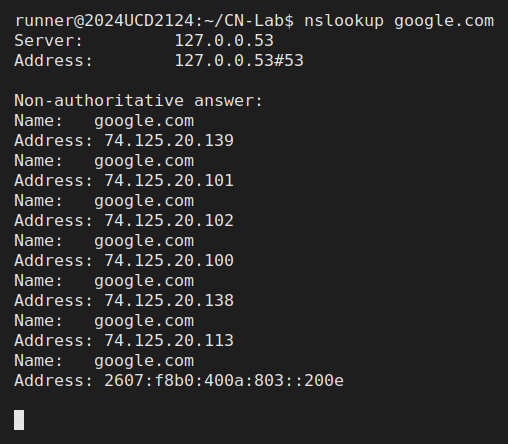 runner@2024UCD2124:~/CN-Lab$ nslookup google.com
Server:         127.0.0.53
Address:        127.0.0.53#53

Non-authoritative answer:
Name:   google.com
Address: 74.125.20.139
Name:   google.com
Address: 74.125.20.101
Name:   google.com
Address: 74.125.20.102
Name:   google.com
Address: 74.125.20.100
Name:   google.com
Address: 74.125.20.138
Name:   google.com
Address: 74.125.20.113
Name:   google.com
Address: 2607:f8b0:400a:803::200e